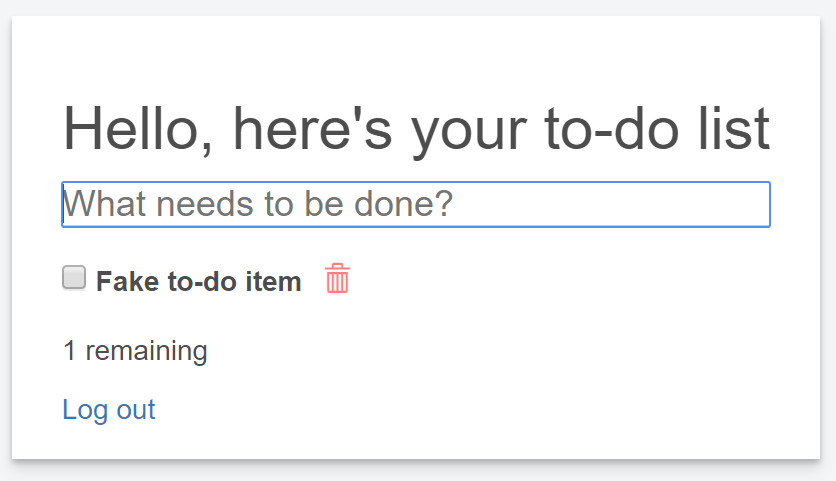 Hello, here's your to-do list
What needs to be done?
Fake to-do item
1 remaining
Log out